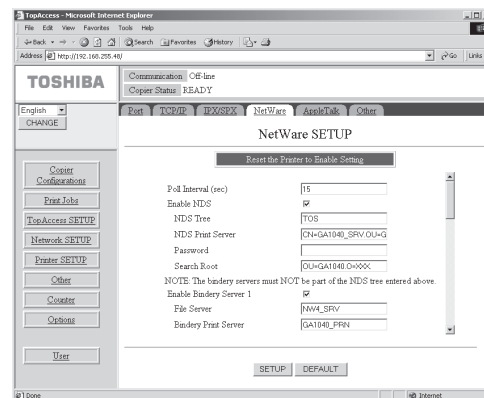 TopAccess - Microsoft Internet Explorer
File Edit View Favorites Tools Help
Back Search Favorites History
Address http://192.168.255.48/ Go Links
TOSHIBA
Communication Off-line
Copier Status READY
English
CHANGE
Port TCP/IP IPX/SPX NetWare AppleTalk Other
NetWare SETUP
Reset the Printer to Enable Setting
Copier Configurations
Print Jobs
TopAccess SETUP
Network SETUP
Printer SETUP
Other
Counter
Options
User
Poll Interval (sec) 15
Enable NDS
NDS Tree TOS
NDS Print Server CN=GA1040_SRV.OU=G
Password
Search Root OU=GA1040.O=XXX.
NOTE: The bindery servers must NOT be part of the NDS tree entered above.
Enable Bindery Server 1
File Server NW4_SRV
Bindery Print Server GA1040_PRN
SETUP DEFAULT
Done Internet